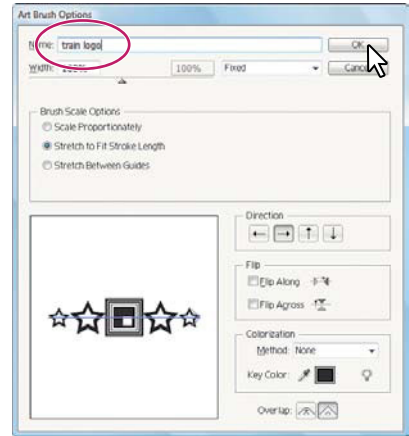 Art Brush Options
Name: train logo OK
Width: 100% Fixed Cancel
Brush Scale Options
Scale Proportionately
Stretch to Fit Stroke Length
Stretch Between Guides
Direction
Flip
Flip Along
Flip Across
Colorization
Method: None
Key Color:
Overlap: